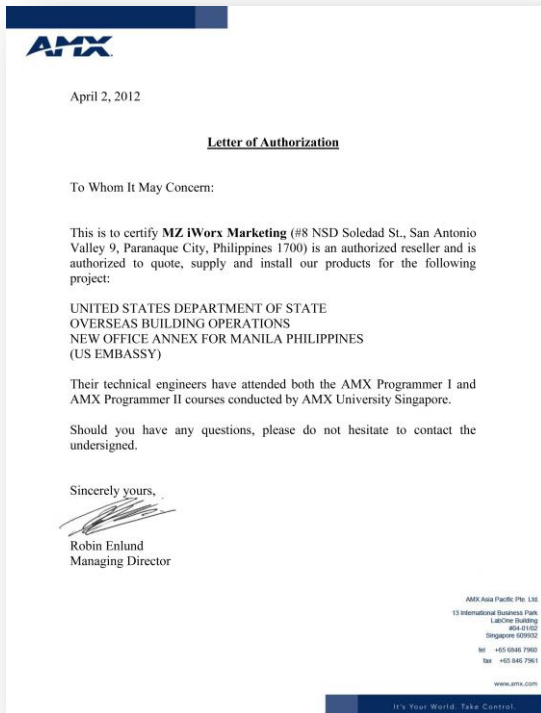 AMX
April 2, 2012
Letter of Authorization
To Whom It May Concern:
This is to certify MZ iWorx Marketing (#8 NSD Soledad St., San Antonio
Valley 9, Paranaque City, Philippines 1700) is an authorized reseller and is
authorized to quote, supply and install our products for the following
project:
UNITED STATES DEPARTMENT OF STATE
OVERSEAS BUILDING OPERATIONS
NEW OFFICE ANNEX FOR MANILA PHILIPPINES
(US EMBASSY)
Their technical engineers have attended both the AMX Programmer I and
AMX Programmer II courses conducted by AMX University Singapore.
Should you have any questions, please do not hesitate to contact the
undersigned.
Sincerely yours,
Robin Enlund
Managing Director
AMX Asia Pacific Pte. Ltd.
13 International Business Park
LabOne Building
#04-01/02
Singapore 609932
tel +65 6846 7960
fax +65 846 7961
www.amx.com
It's Your World. Take Control.